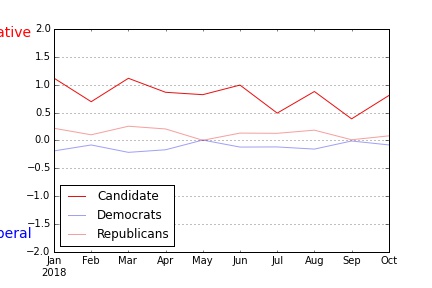 2.0
ative
1.5
1.0
0.5
0.0
−0.5
−1.0
−1.5
beral
−2.0
Candidate
Democrats
Republicans
Jan Feb Mar Apr May Jun Jul Aug Sep Oct
2018